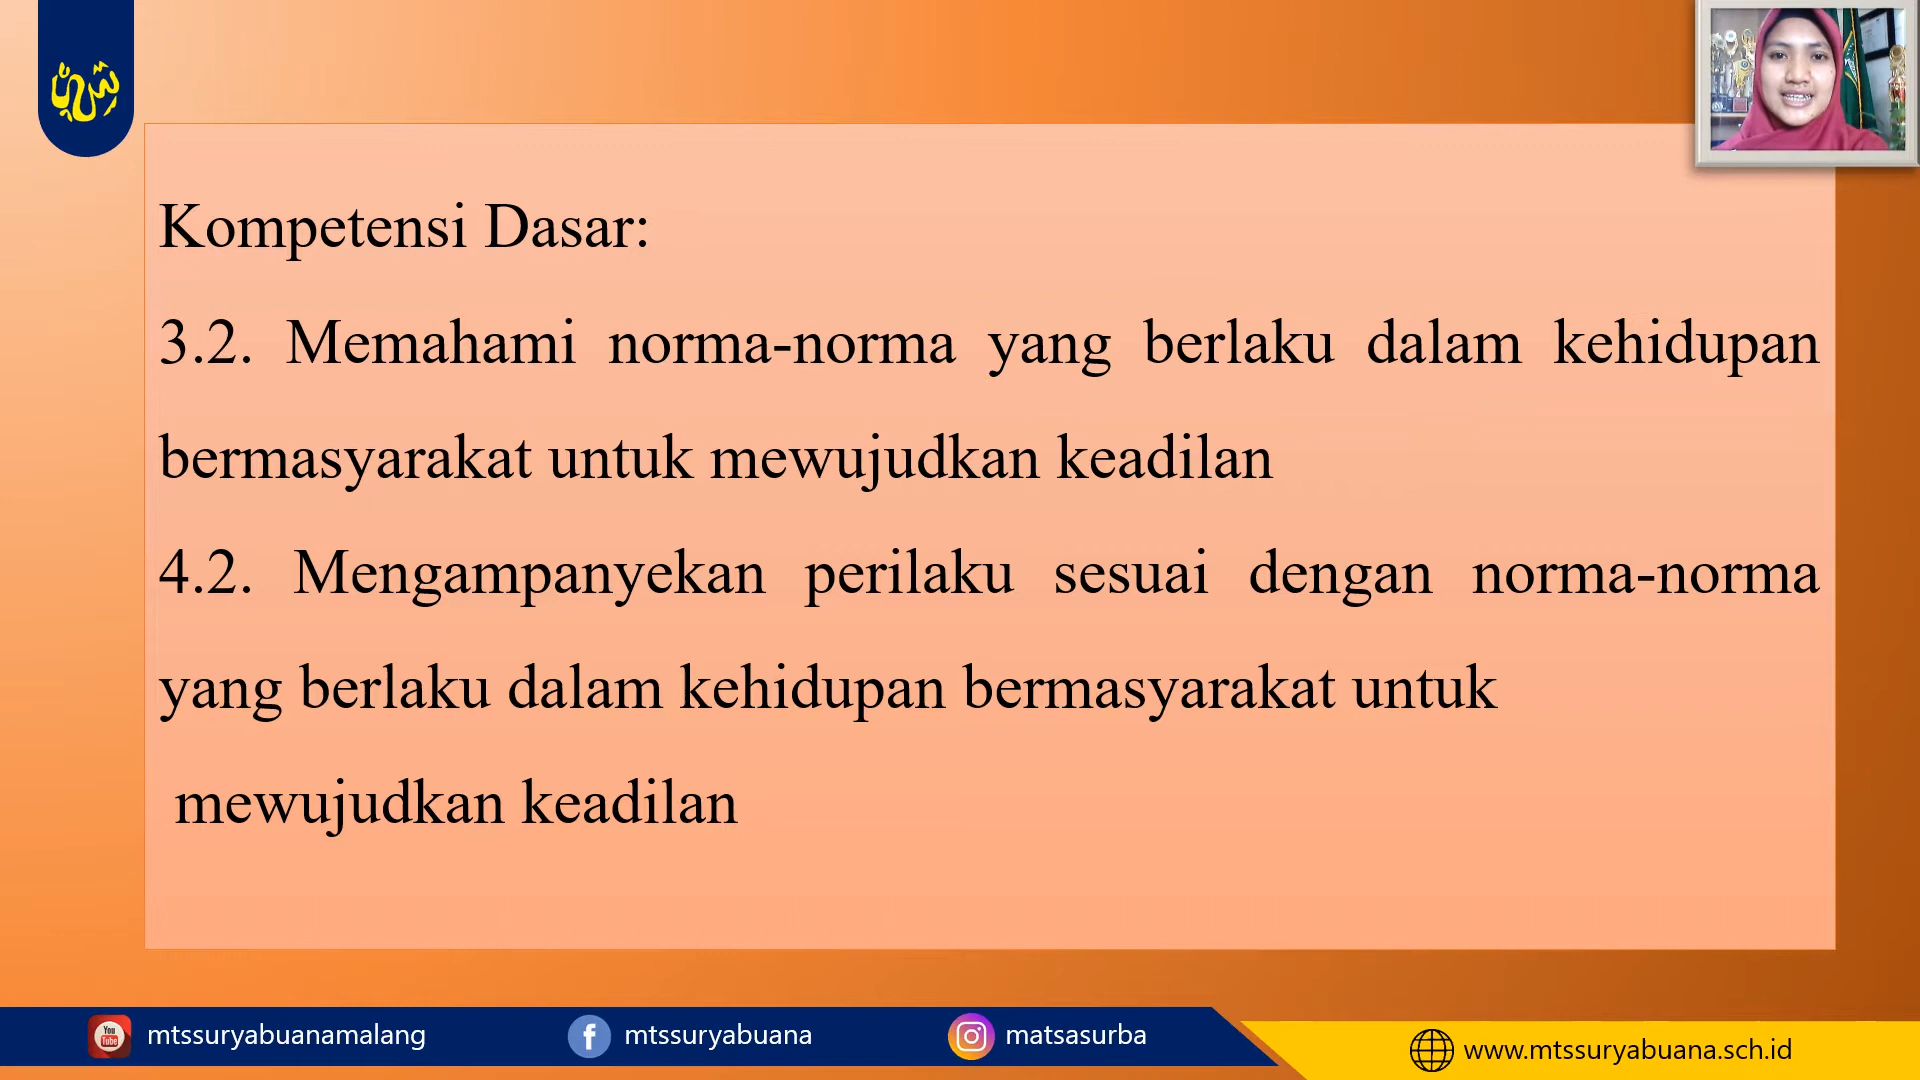 Kompetensi Dasar:
3.2. Memahami norma-norma yang berlaku dalam kehidupan
bermasyarakat untuk mewujudkan keadilan
4.2. Mengampanyekan perilaku sesuai dengan norma-norma
yang berlaku dalam kehidupan bermasyarakat untuk
mewujudkan keadilan
You Tube mtssuryabuanamalang
mtssuryabuana
matsasurba
www.mtssuryabuana.sch.id